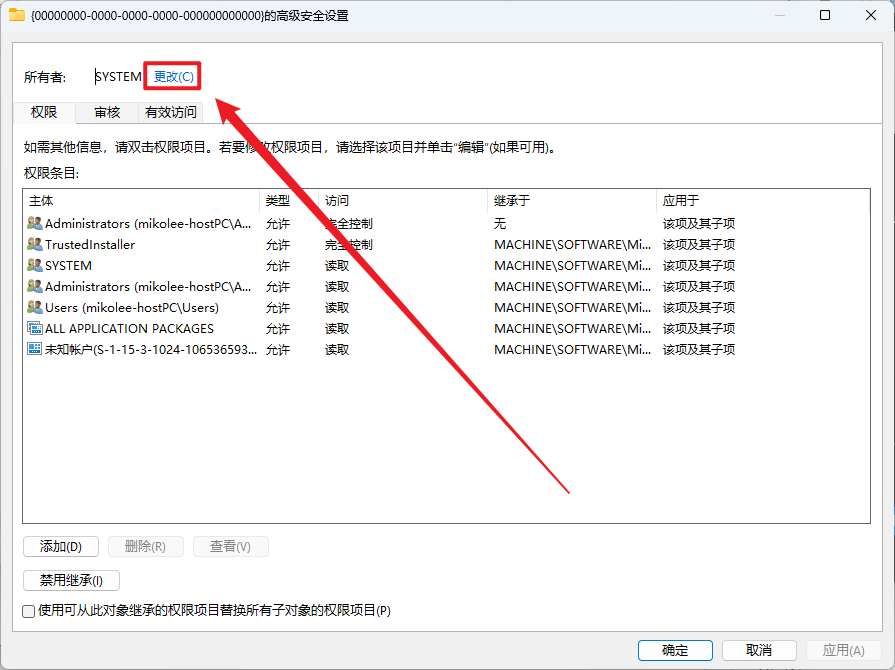 {00000000-0000-0000-0000-000000000000}的高级安全设置
所有者: SYSTEM 更改(C)
权限 审核 有效访问
如需其他信息，请双击权限项目。若要修改权限项目，请选择该项目并单击"编辑"(如果可用)。
权限条目:
主体 类型 访问 继承于 应用于
Administrators (mikolee-hostPC\A... 允许 完全控制 无 该项及其子项
TrustedInstaller 允许 完全控制 MACHINE\SOFTWARE\Mi... 该项及其子项
SYSTEM 允许 读取 MACHINE\SOFTWARE\Mi... 该项及其子项
Administrators (mikolee-hostPC\A... 允许 读取 MACHINE\SOFTWARE\Mi... 该项及其子项
Users (mikolee-hostPC\Users) 允许 读取 MACHINE\SOFTWARE\Mi... 该项及其子项
ALL APPLICATION PACKAGES 允许 读取 MACHINE\SOFTWARE\Mi... 该项及其子项
未知帐户(S-1-15-3-1024-106536593... 允许 读取 MACHINE\SOFTWARE\Mi... 该项及其子项
添加(D) 删除(R) 查看(V)
禁用继承(I)
使用可从此对象继承的权限项目替换所有子对象的权限项目(P)
确定 取消 应用(A)